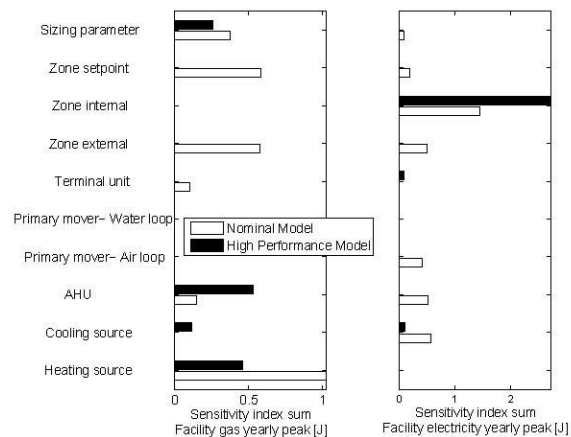 Sizing parameter
Zone setpoint
Zone internal
Zone external
Terminal unit
Primary mover- Water loop
Primary mover- Air loop
AHU
Cooling source
Heating source
Nominal Model
High Performance Model
0 0.5 1
Sensitivity index sum
Facility gas yearly peak [J]
0 1 2
Sensitivity index sum
Facility electricity yearly peak [J]